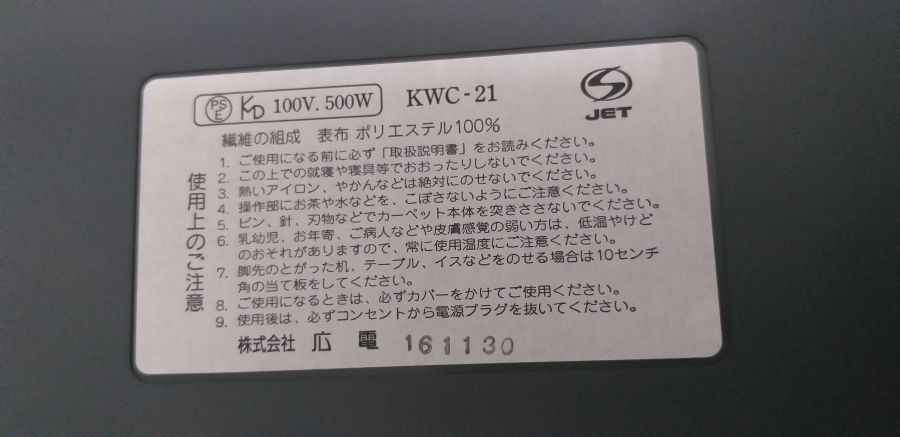 PS E KD 100V. 500W KWC-21
JET
繊維の組成 表布 ポリエステル100%
使用上のご注意
1. ご使用になる前に必ず「取扱説明書」をお読みください。
2. この上での就寝や寝具等でおおったりしないでください。
3. 熱いアイロン、やかんなどは絶対にのせないでください。
4. 操作部にお茶や水などを、こぼさないようにご注意ください。
5. ピン、針、刃物などでカーペット本体を突きささないでください。
6. 乳幼児、お年寄、ご病人などや皮膚感覚の弱い方は、低温やけど
のおそれがありますので、常に使用温度にご注意ください。
7. 脚先のとがった机、テーブル、イスなどをのせる場合は10センチ
角の当て板をしてください。
8. ご使用になるときは、必ずカバーをかけてご使用ください。
9. 使用後は、必ずコンセントから電源プラグを抜いてください。
株式会社 広電 161130